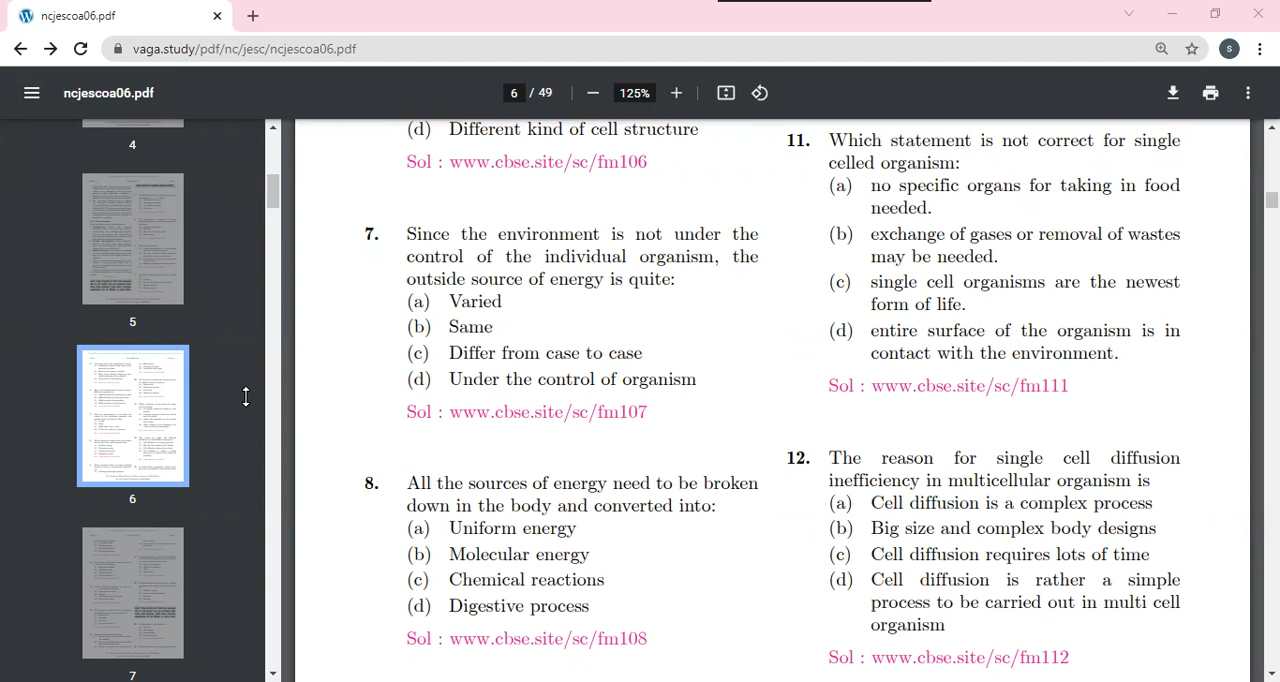 ncjescoa06.pdf
vaga.study/pdf/nc/jesc/ncjescoa06.pdf
S
ncjescoa06.pdf
6 / 49
125%
4
5
6
7
(d) Different kind of cell structure
Sol : www.cbse.site/sc/fm106
7. Since the envinment is not under the
control of the individual organism, the
outside source of energy is quite:
(a) Varied
(b) Same
(c) Differ from case to case
(d) Under the control of organism
Sol : www.cbse.site/sc/fm107
8. All the sources of energy need to be broken
down in the body and converted into:
(a) Uniform energy
(b) Molecular energy
(c) Chemical reactions
(d) Digestive process
Sol : www.cbse.site/sc/fm108
11. Which statement is not correct for single
celled organism:
(a) no specific organs for taking in food
needed.
(b) exchange of gases or removal of wastes
may be needed.
(c) single cell organisms are the newest
form of life.
(d) entire surface of the organism is in
contact with the environment.
Sol : www.cbse.site/sc/fm111
12. The reason for single cell diffusion
inefficiency in multicellular organism is
(a) Cell diffusion is a complex process
(b) Big size and complex body designs
(c) Cell diffusion requires lots of time
(d) Cell diffusion is rather a simple
process to be carried out in multi cell
organism
Sol : www.cbse.site/sc/fm112